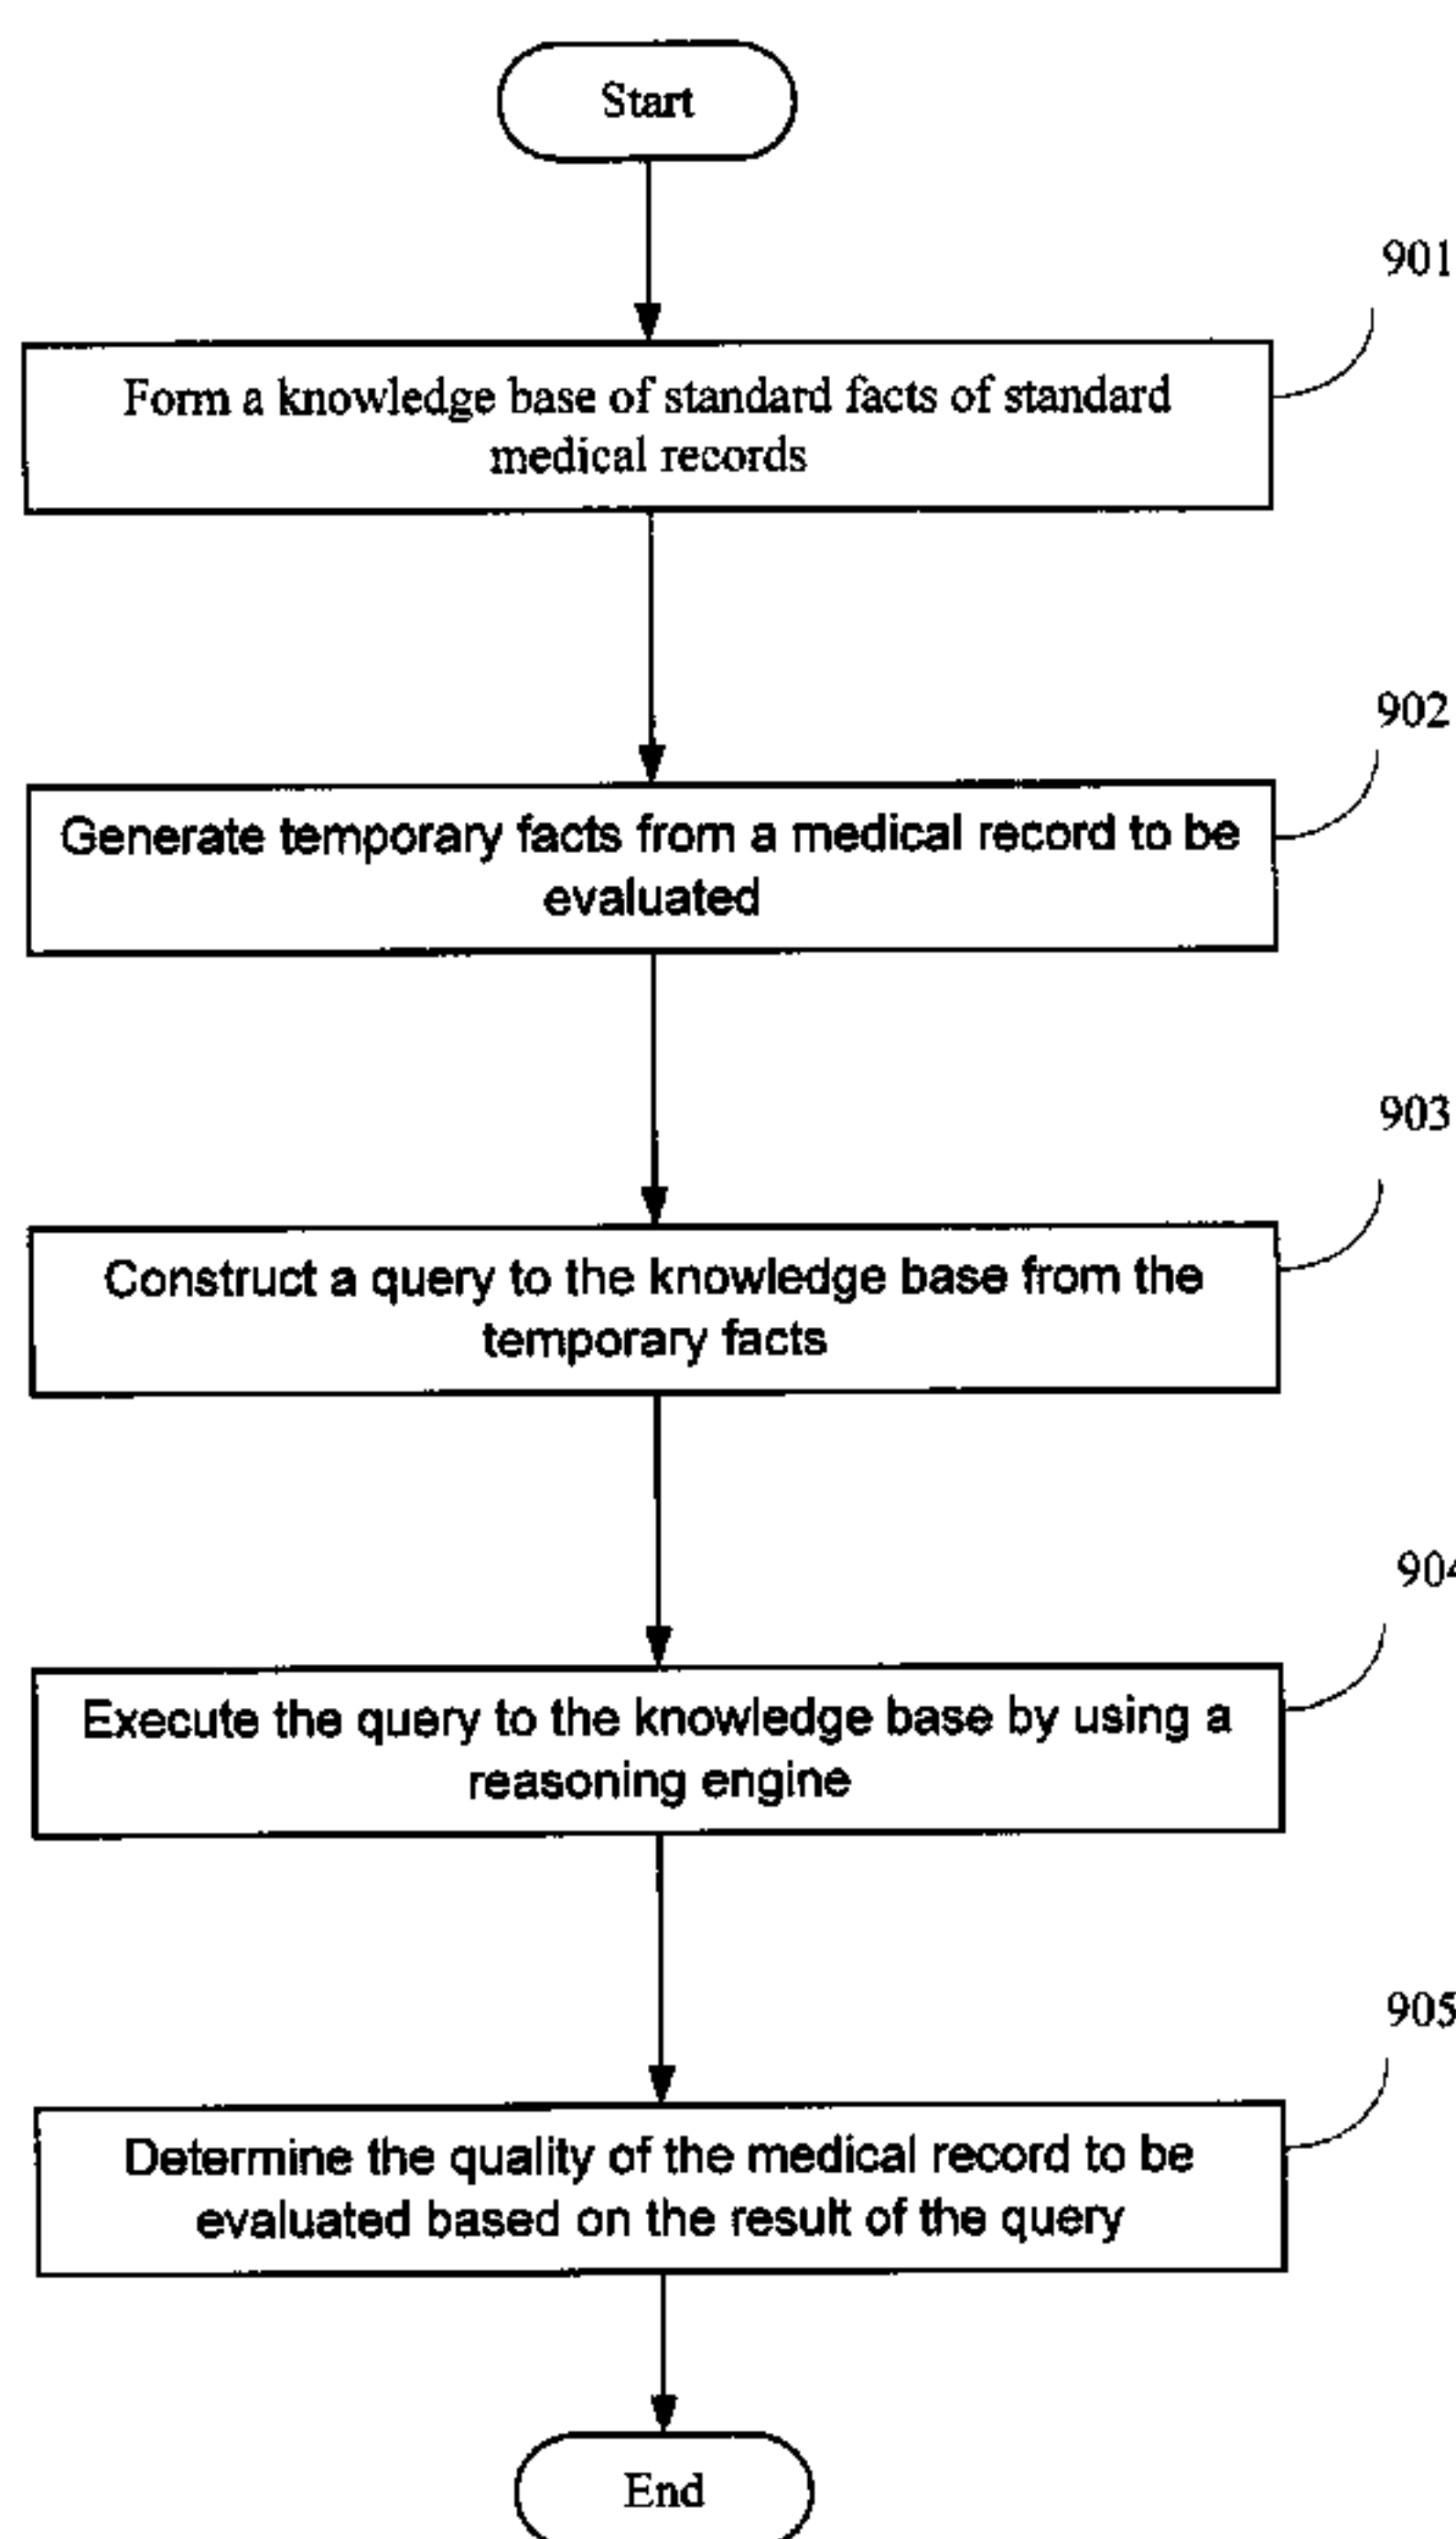 Start
901
Form a knowledge base of standard facts of standard
medical records
902
Generate temporary facts from a medical record to be
evaluated
903
Construct a query to the knowledge base from the
temporary facts
904
Execute the query to the knowledge base by using a
reasoning engine
905
Determine the quality of the medical record to be
evaluated based on the result of the query
End